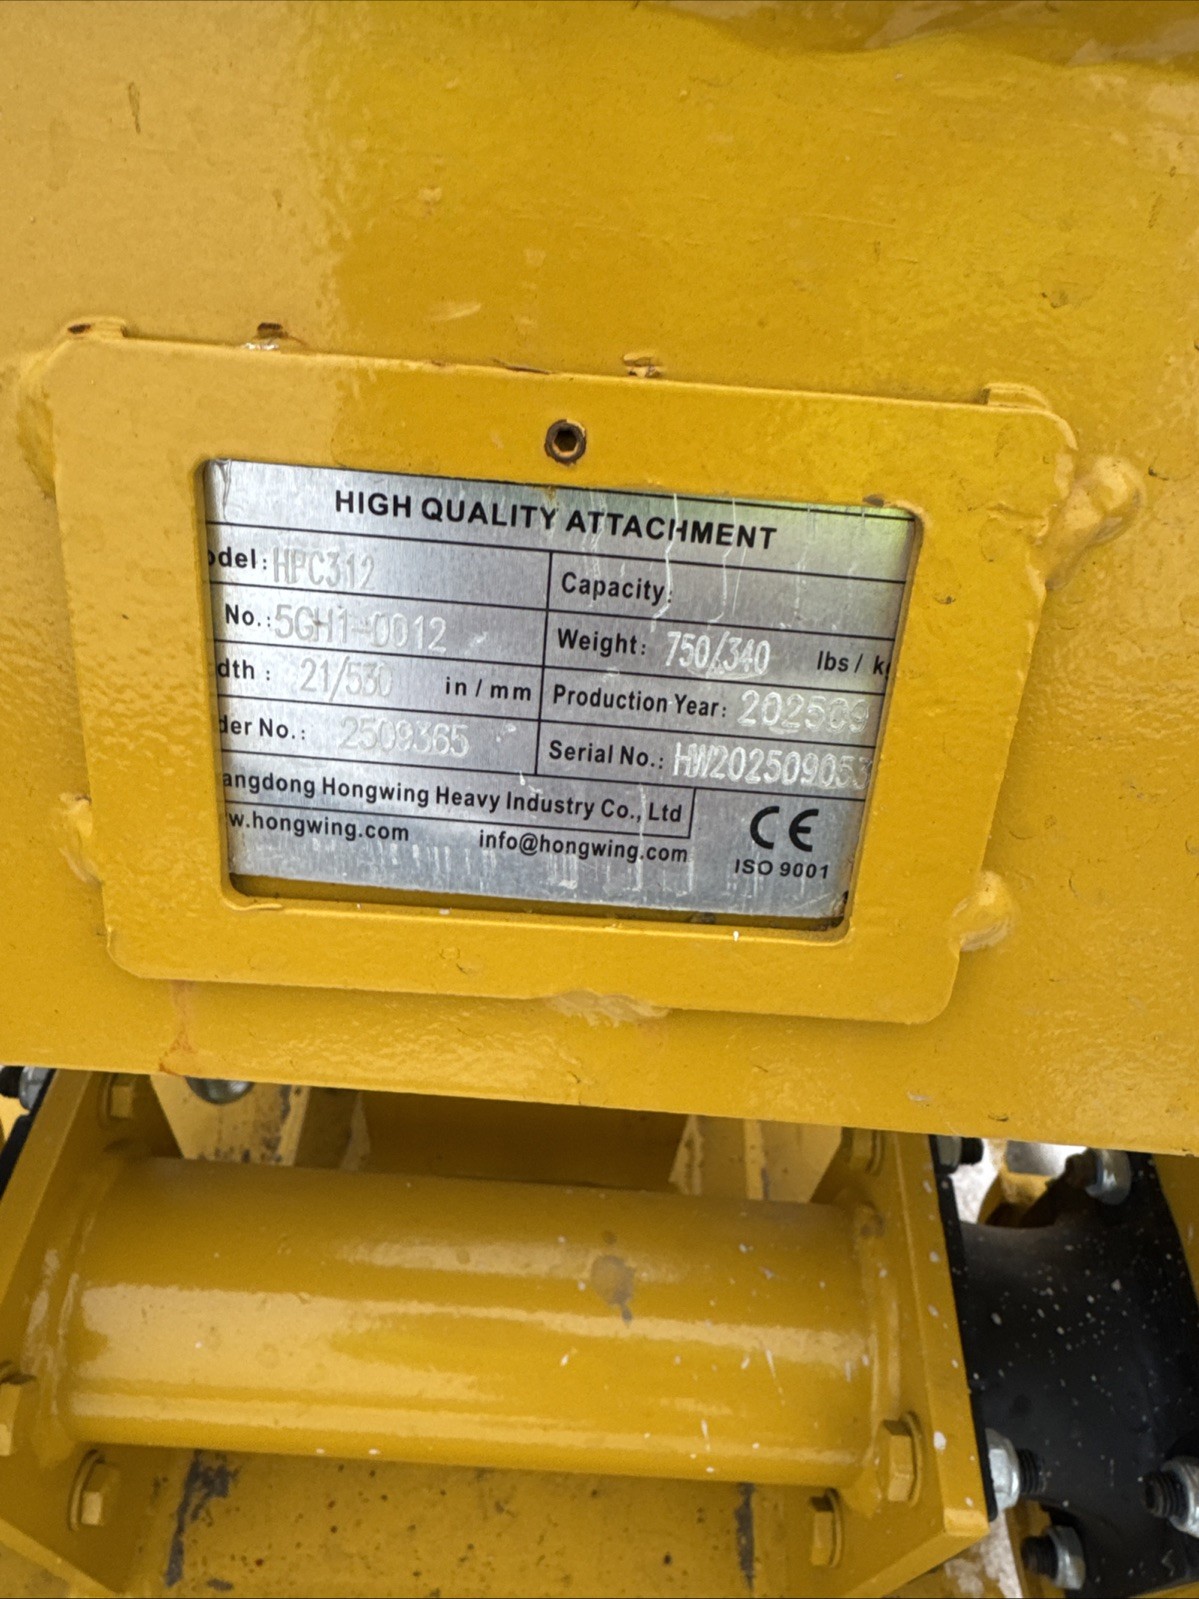 HIGH QUALITY ATTACHMENT
odel: HPC312 Capacity:
No.: 5GH1-0012 Weight: 750/340 lbs / k
dth : 21/530 in / mm Production Year: 202509
der No.: 2509365 Serial No.: HW202509053
angdong Hongwing Heavy Industry Co., Ltd CE
w.hongwing.com info@hongwing.com ISO 9001